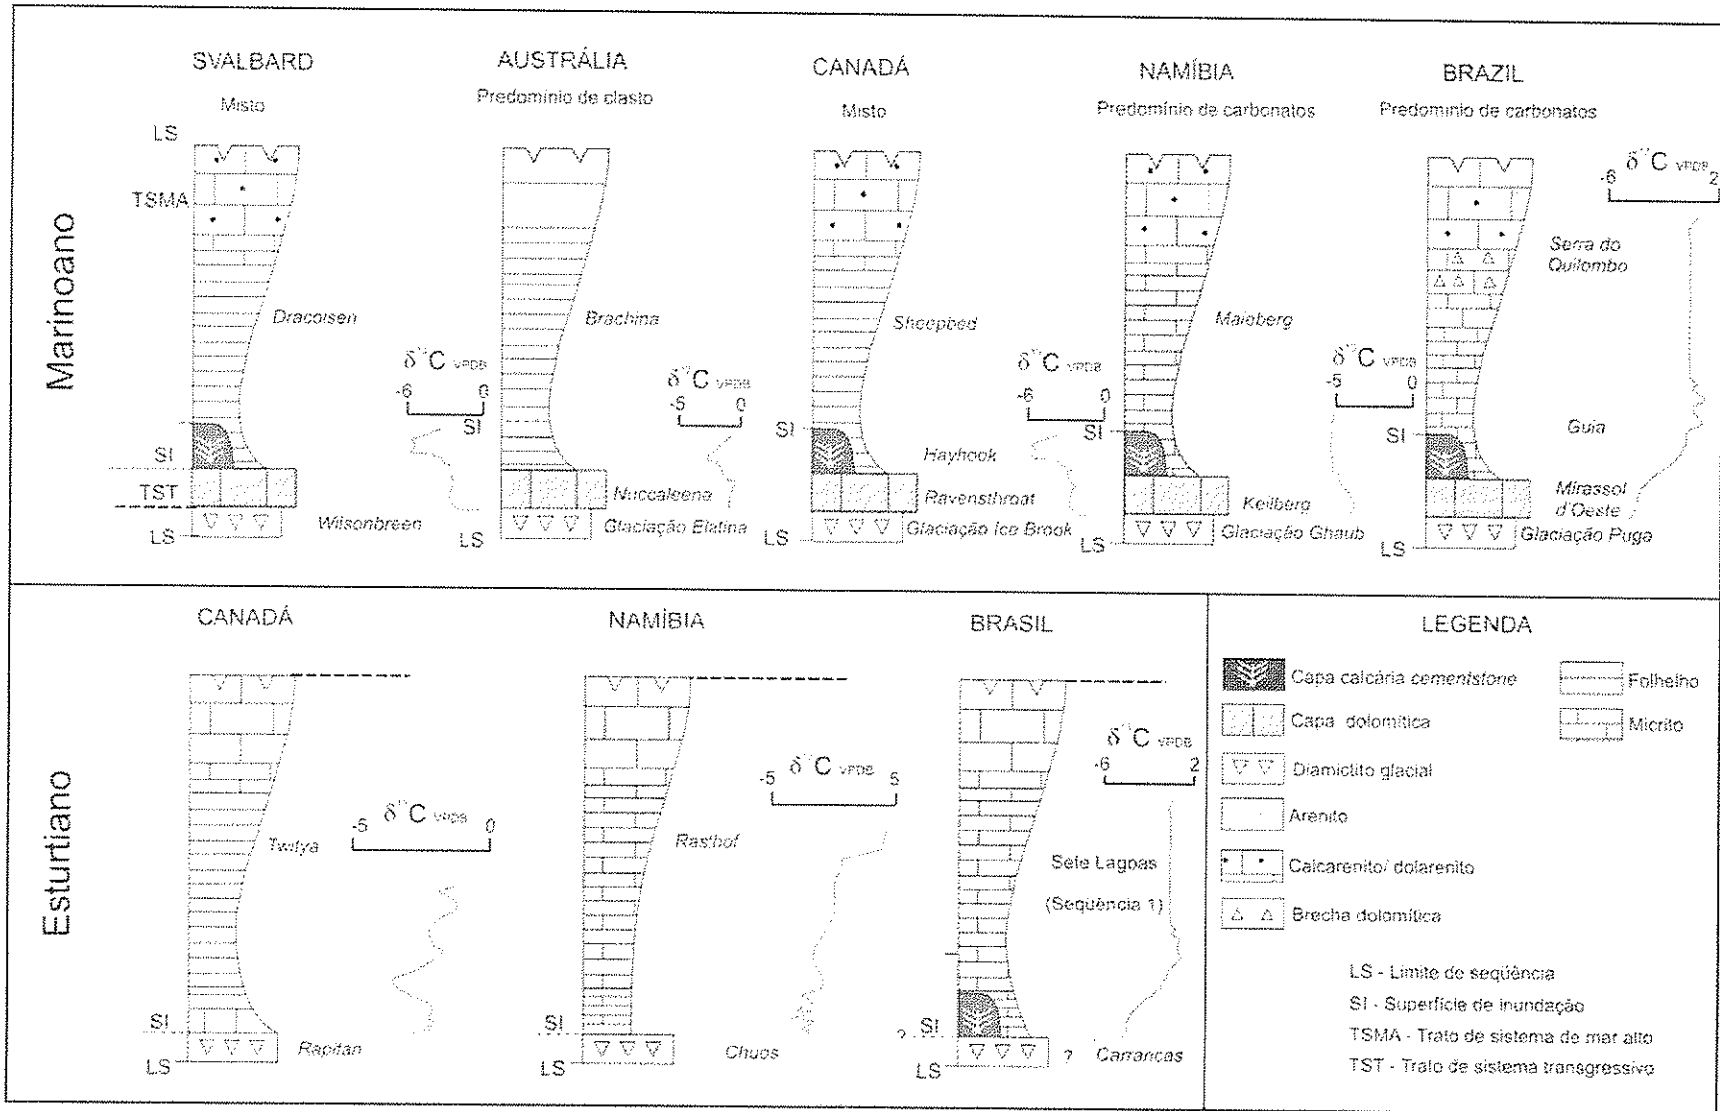 Marinoano
SVALBARD
Misto
LS
TSMA
Dracoisen
SI
TST
Wilsonbreen
LS
δ¹³C VPDB
-6 0
AUSTRÁLIA
Predomínio de clasto
Brachina
SI
Nuccaleena
Glaciação Elatina
LS
δ¹³C VPDB
-5 0
CANADÁ
Misto
Sheepbed
SI
Hayhook
Ravensthroat
Glaciação Ice Brook
LS
δ¹³C VPDB
-6 0
NAMÍBIA
Predomínio de carbonatos
Maieberg
SI
Keilberg
Glaciação Ghaub
LS
δ¹³C VPDB
-5 0
BRAZIL
Predomínio de carbonatos
δ¹³C VPDB
-6 2
Serra do
Quilombo
Guia
SI
Mirassol
d'Oeste
Glaciação Puga
LS
Esturtiano
CANADÁ
Twitya
δ¹³C VPDB
-5 0
SI
Rapitan
LS
NAMÍBIA
Rasthof
δ¹³C VPDB
-5 5
SI
Chuos
LS
BRASIL
δ¹³C VPDB
-6 2
Sete Lagoas
(Seqüência 1)
? SI
? Carrancas
LS
LEGENDA
Capa calcária cementstone
Folhelho
Capa dolomítica
Micrito
Diamictito glacial
Arenito
Calcarenito/ dolarenito
Brecha dolomítica
LS - Limite de seqüência
SI - Superfície de inundação
TSMA - Trato de sistema de mar alto
TST - Trato de sistema transgressivo